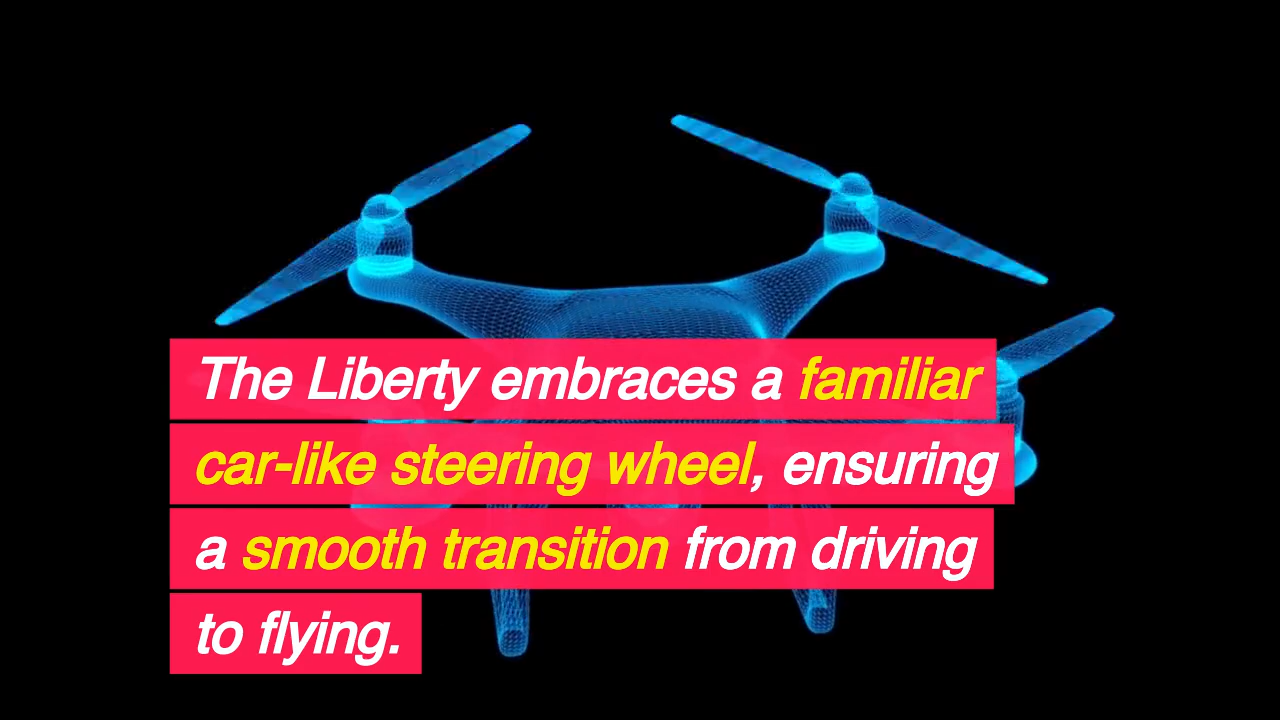 The Liberty embraces a familiar
car-like steering wheel, ensuring
a smooth transition from driving
to flying.